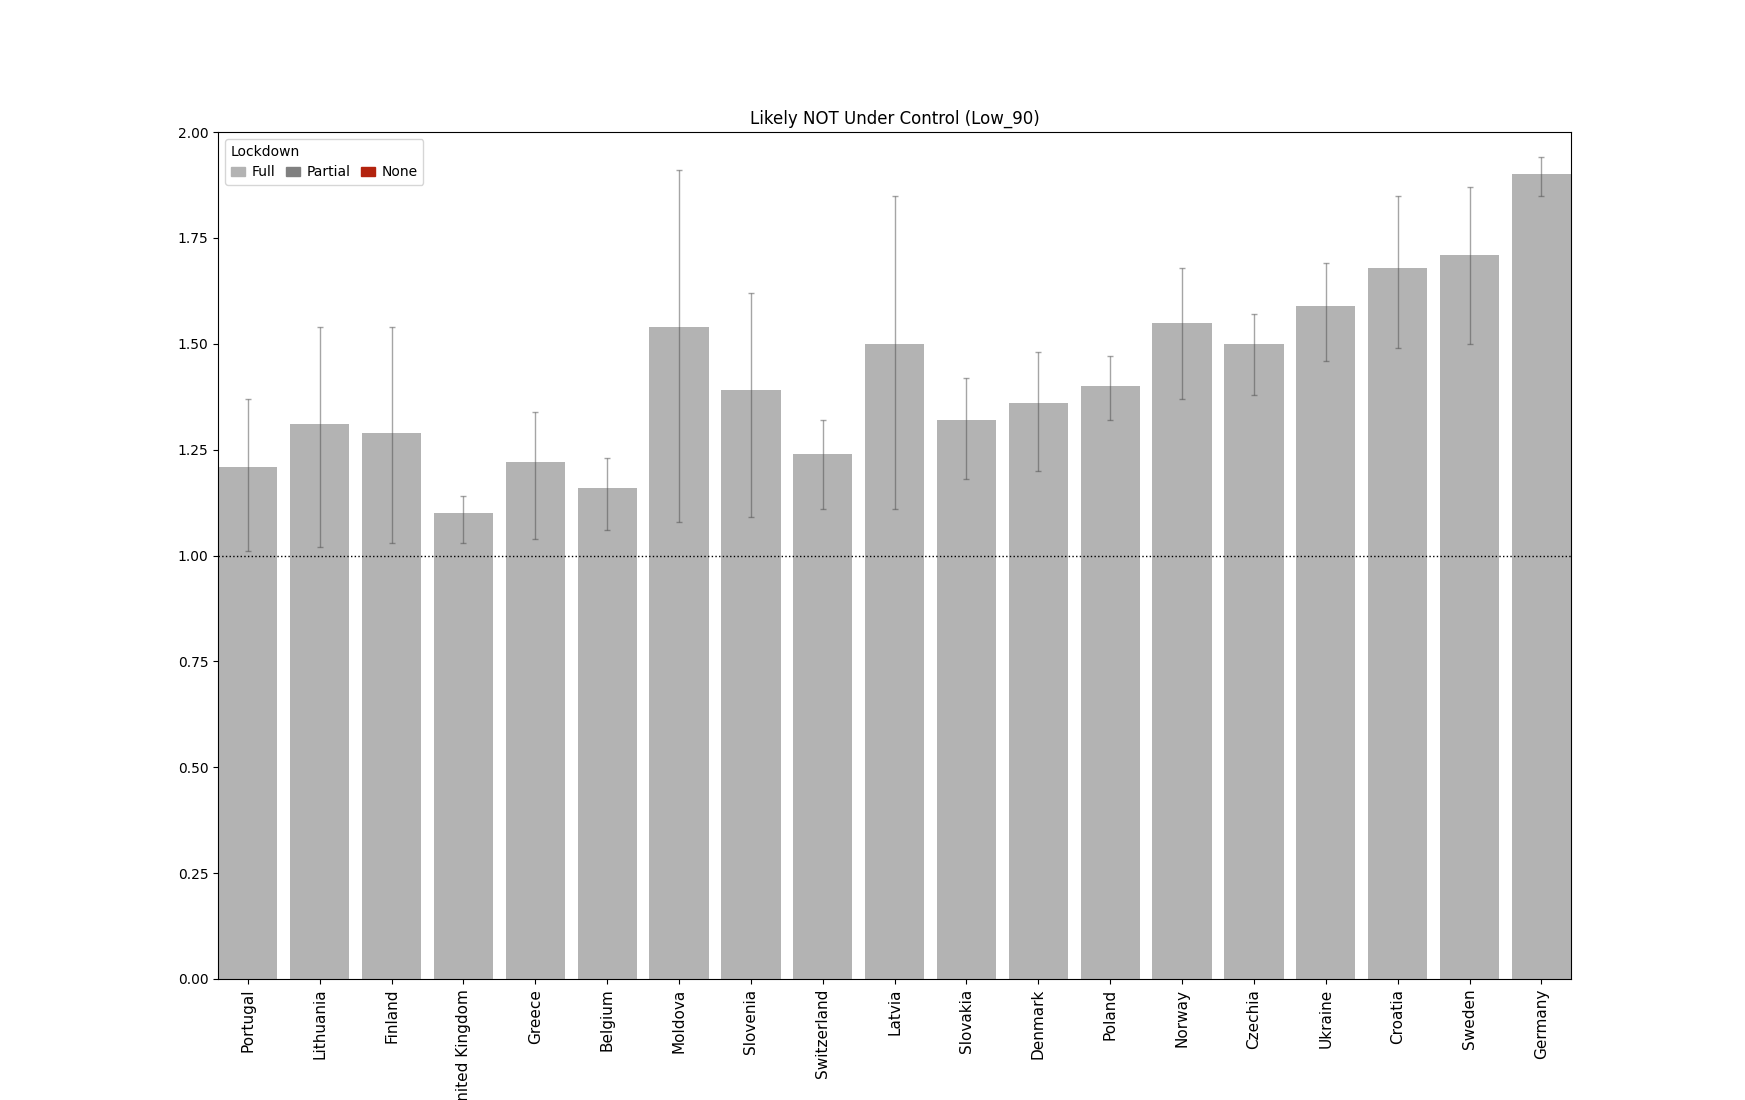 Likely NOT Under Control (Low_90)
Lockdown
Full Partial None
2.00
1.75
1.50
1.25
1.00
0.75
0.50
0.25
0.00
Portugal
Lithuania
Finland
nited Kingdom
Greece
Belgium
Moldova
Slovenia
Switzerland
Latvia
Slovakia
Denmark
Poland
Norway
Czechia
Ukraine
Croatia
Sweden
Germany